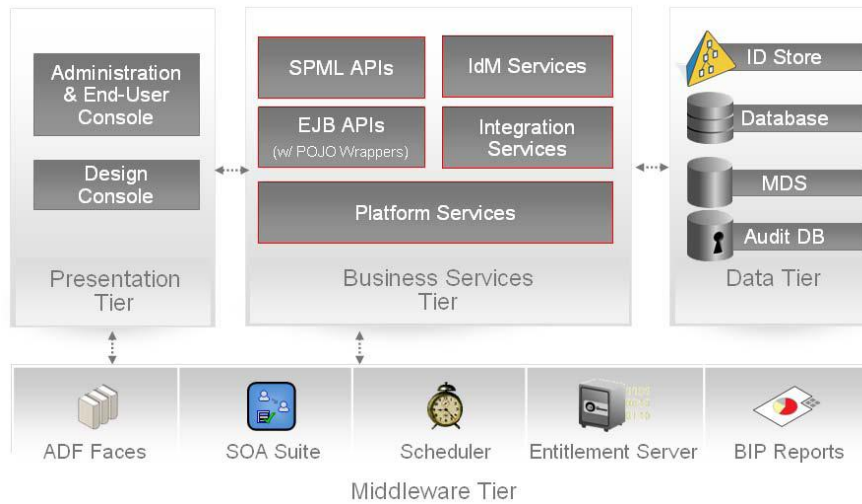 Administration
& End-User
Console
Design
Console
Presentation
Tier
SPML APIs
IdM Services
EJB APIs
(w/ POJO Wrappers)
Integration
Services
Platform Services
Business Services
Tier
ID Store
Database
MDS
Audit DB
Data Tier
ADF Faces
SOA Suite
Scheduler
Entitlement Server
BIP Reports
Middleware Tier